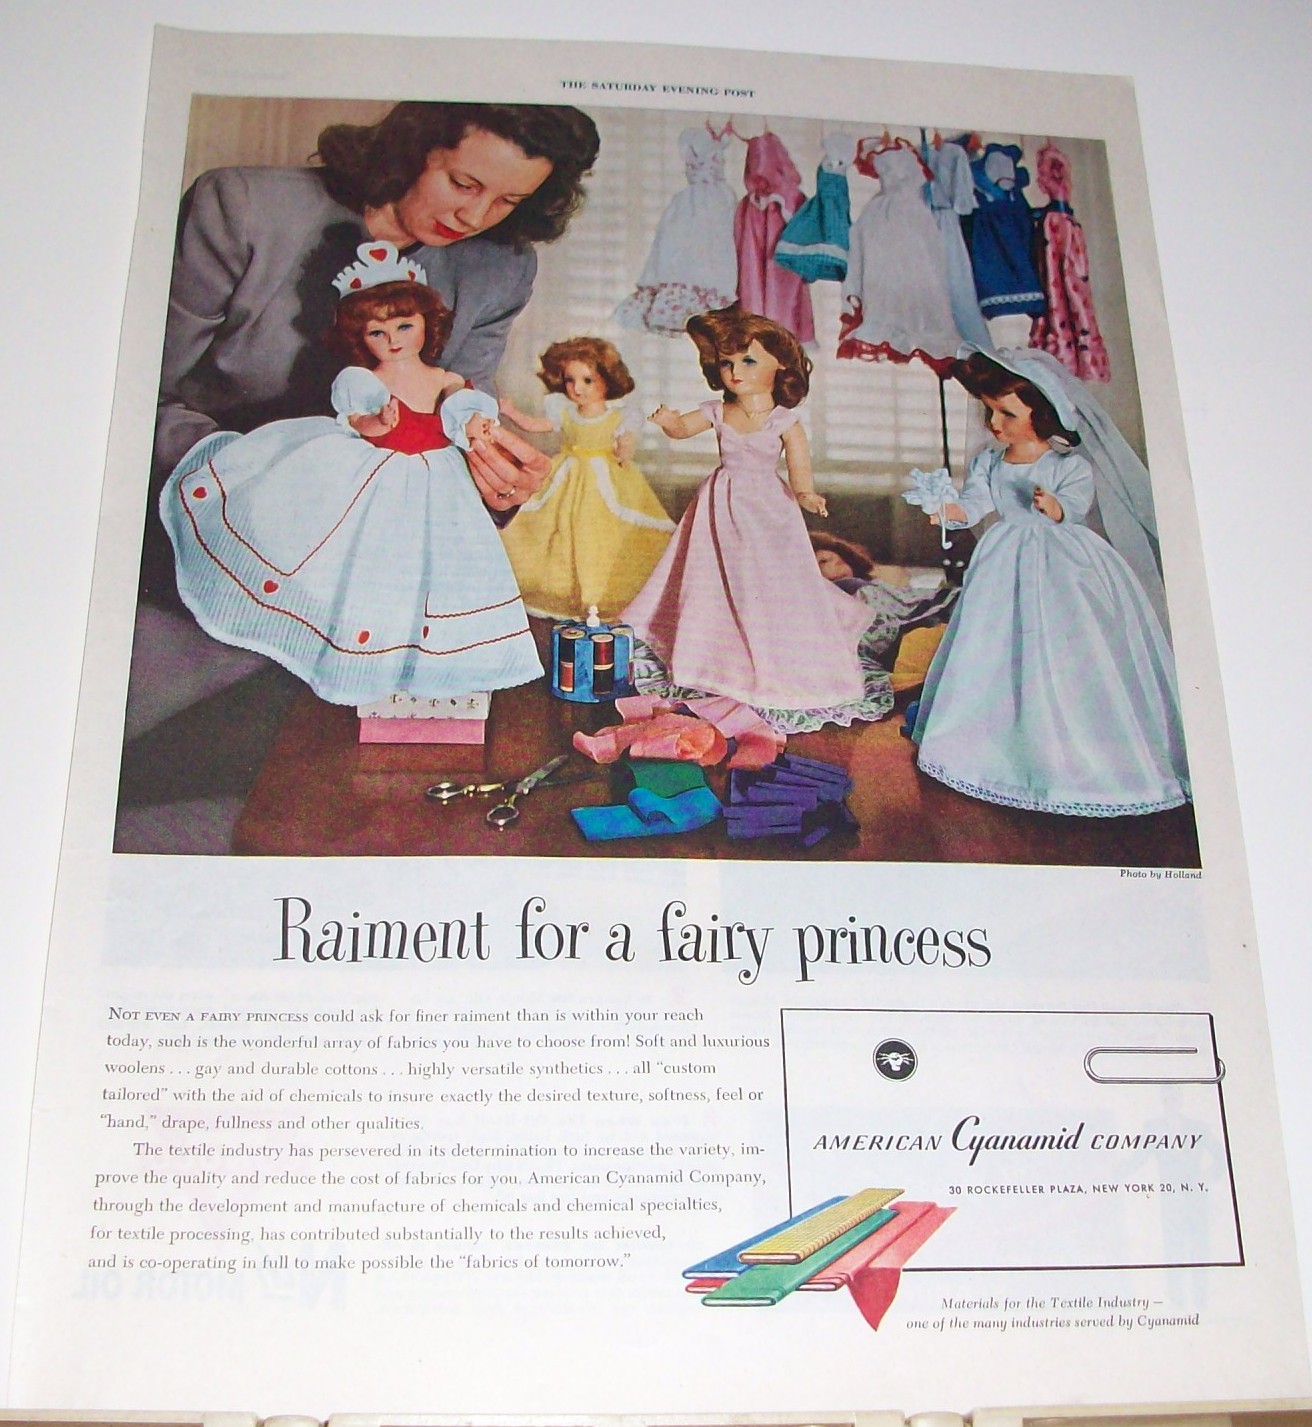 THE SATURDAY EVENING POST
Photo by Holland
Raiment for a fairy princess
NOT EVEN A FAIRY PRINCESS could ask for finer raiment than is within your reach
today, such is the wonderful array of fabrics you have to choose from! Soft and luxurious
woolens . . . gay and durable cottons . . . highly versatile synthetics . . . all "custom
tailored" with the aid of chemicals to insure exactly the desired texture, softness, feel or
"hand," drape, fullness and other qualities.
The textile industry has persevered in its determination to increase the variety, im-
prove the quality and reduce the cost of fabrics for you. American Cyanamid Company,
through the development and manufacture of chemicals and chemical specialties,
for textile processing, has contributed substantially to the results achieved,
and is co-operating in full to make possible the "fabrics of tomorrow."
AMERICAN Cyanamid COMPANY
30 ROCKEFELLER PLAZA, NEW YORK 20, N. Y.
Materials for the Textile Industry —
one of the many industries served by Cyanamid
MOTOR OIL